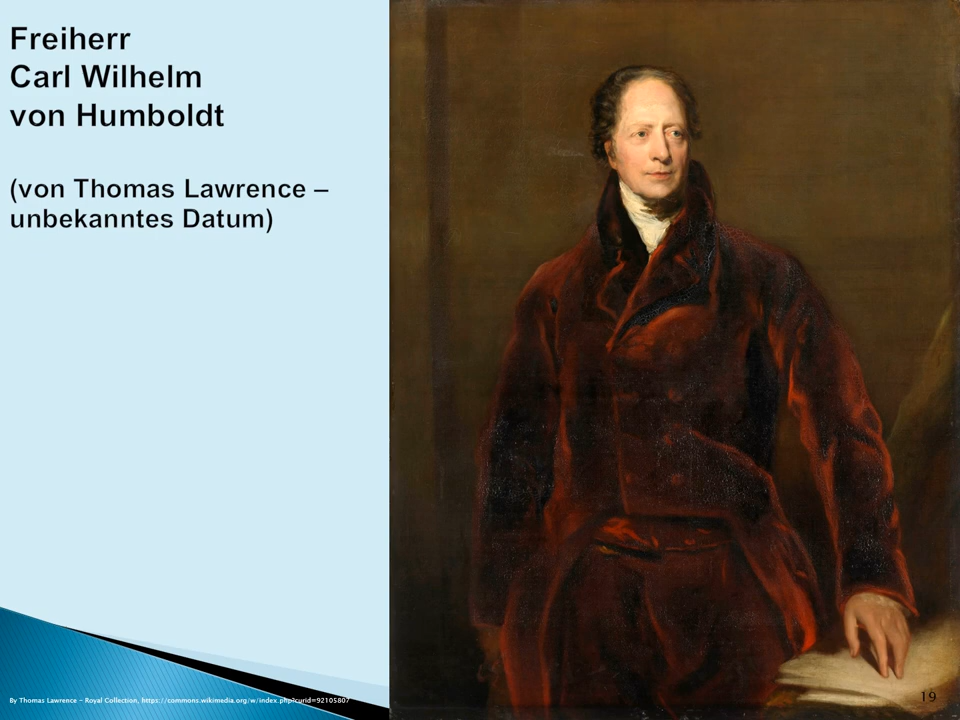 Freiherr
Carl Wilhelm
von Humboldt
(von Thomas Lawrence –
unbekanntes Datum)
By Thomas Lawrence - Royal Collection, https://commons.wikimedia.org/w/index.php?curid=92105807
19